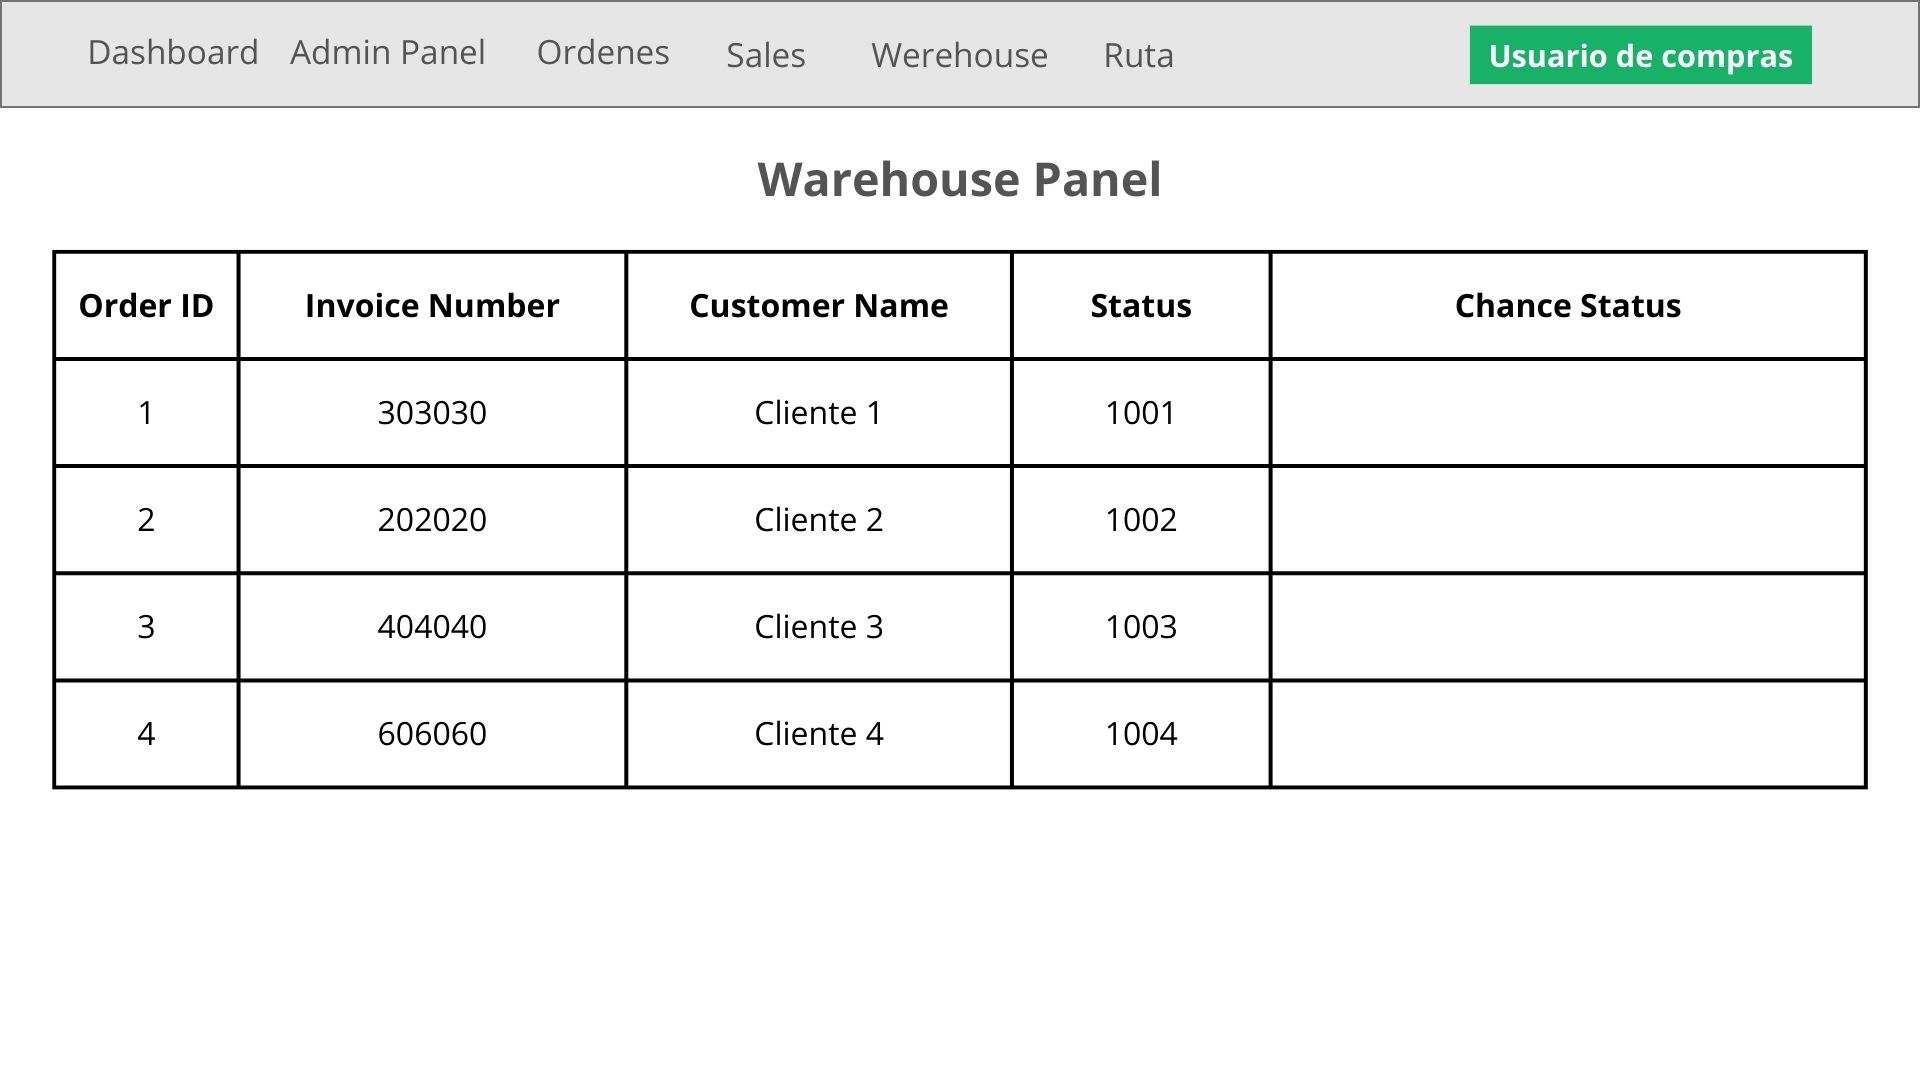 Dashboard Admin Panel Ordenes Sales Werehouse Ruta Usuario de compras
Warehouse Panel
Order ID Invoice Number Customer Name Status Chance Status
1 303030 Cliente 1 1001
2 202020 Cliente 2 1002
3 404040 Cliente 3 1003
4 606060 Cliente 4 1004